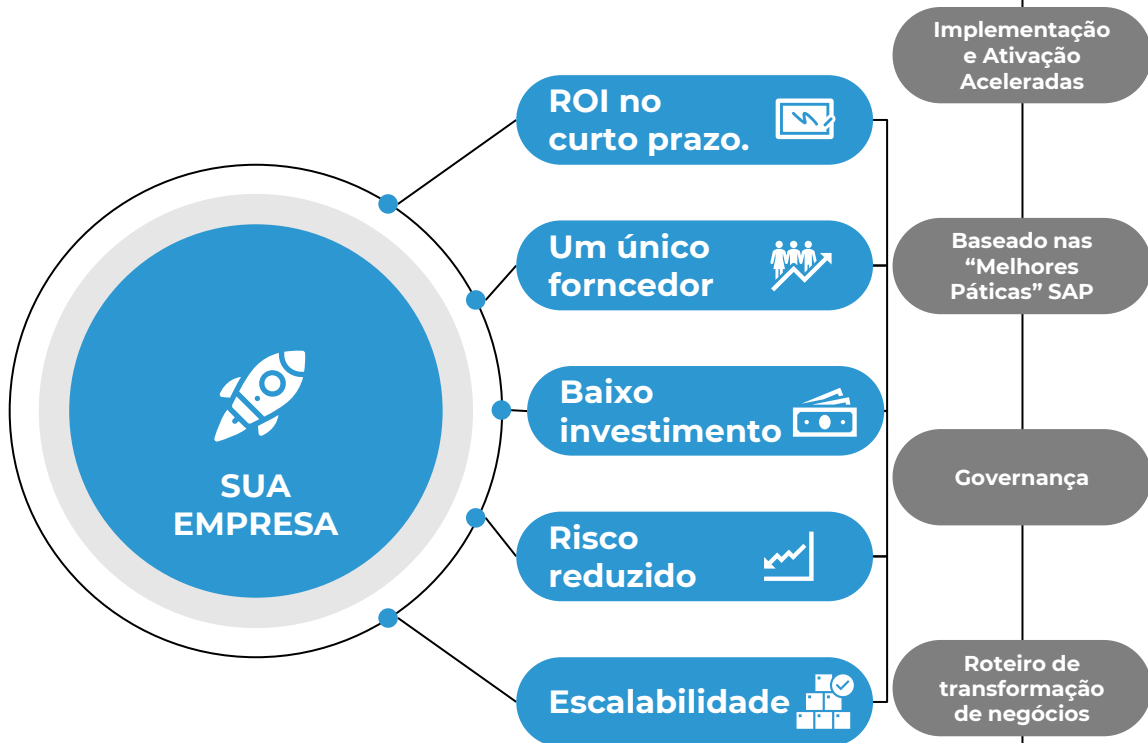 SUA
EMPRESA
ROI no
curto prazo.
Um único
forncedor
Baixo
investimento
Risco
reduzido
Escalabilidade
Implementação
e Ativação
Aceleradas
Baseado nas
“Melhores
Páticas” SAP
Governança
Roteiro de
transformação
de negócios